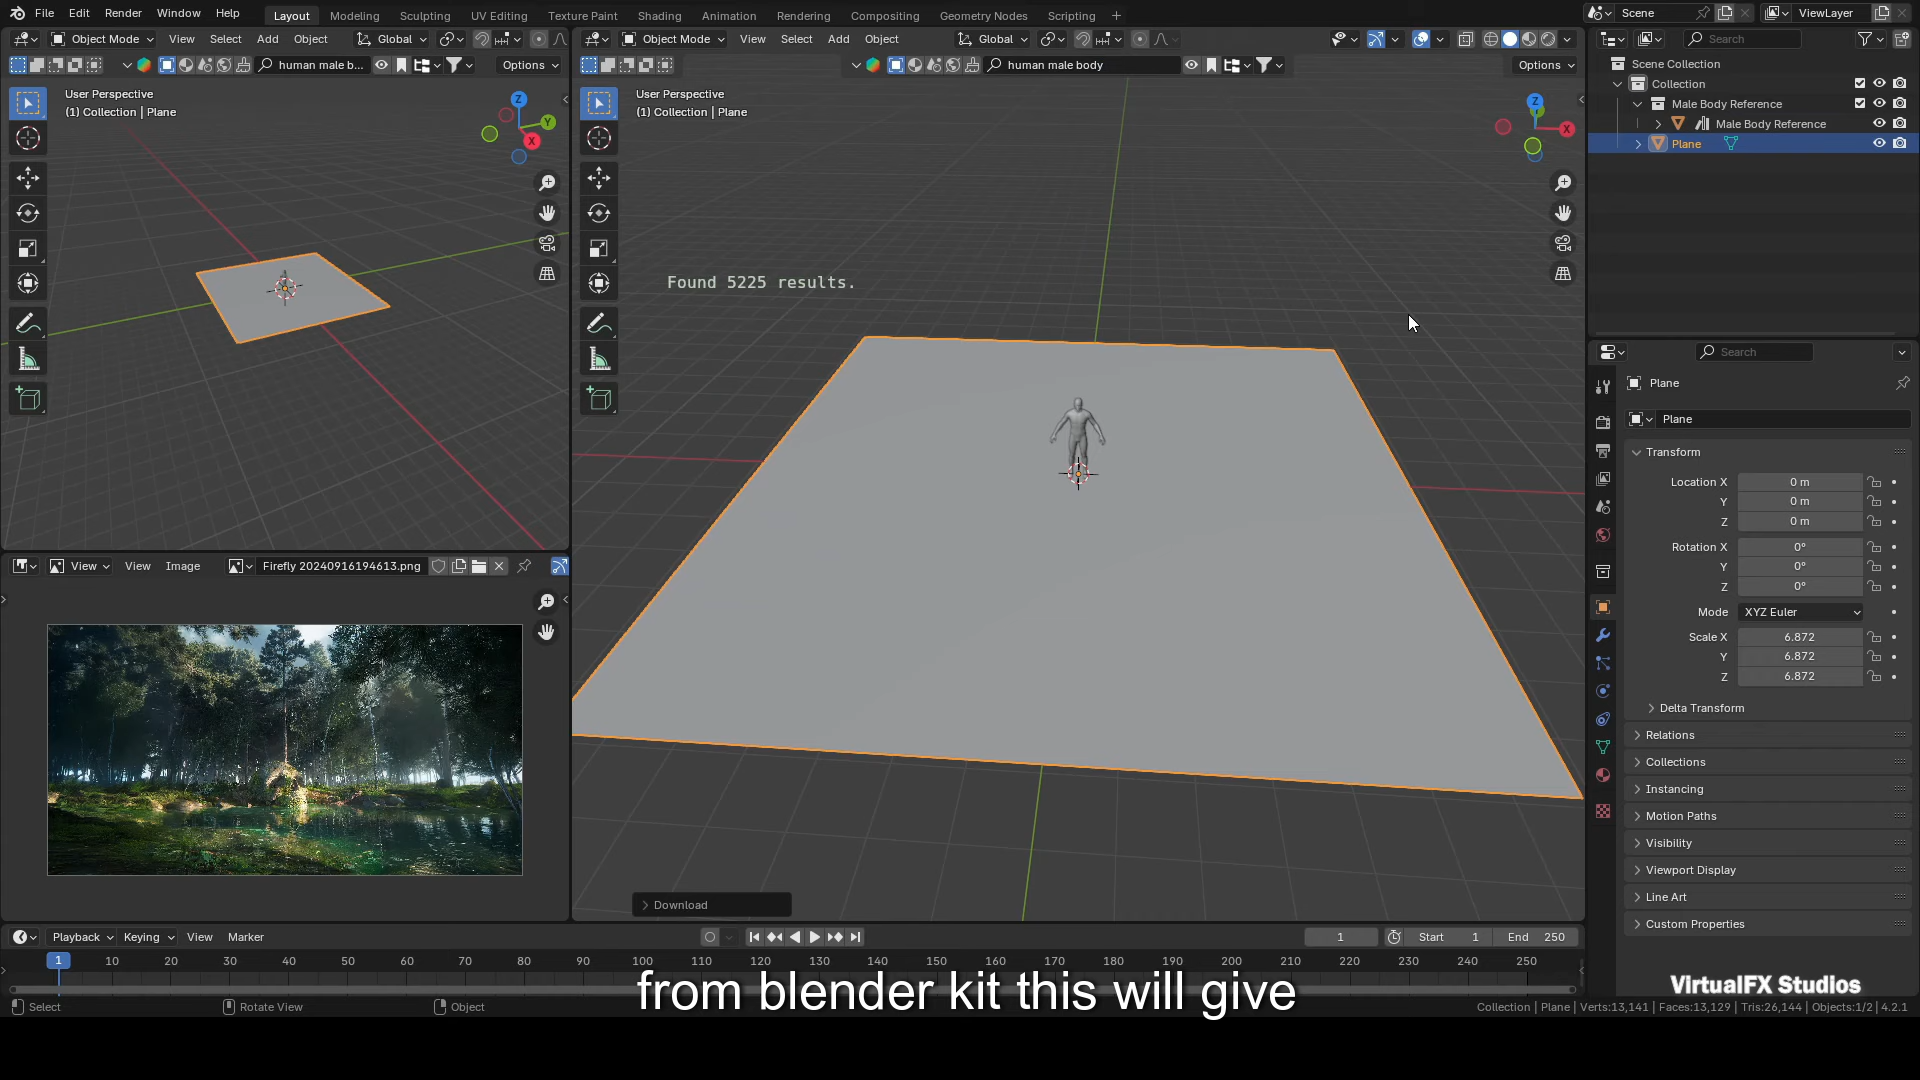 File Edit Render Window Help Layout Modeling Sculpting UV Editing Texture Paint Shading Animation Rendering Compositing Geometry Nodes Scripting + Scene ViewLayer
Object Mode View Select Add Object Global
Object Mode View Select Add Object Global
Search
human male b... Options
human male body Options
User Perspective
(1) Collection | Plane
Z
Y
X
User Perspective
(1) Collection | Plane
Z
Y
X
Found 5225 results.
Download
Scene Collection
Collection
Male Body Reference
Male Body Reference
Plane
Search
Plane
Plane
Transform
Location X 0 m
Y 0 m
Z 0 m
Rotation X 0°
Y 0°
Z 0°
Mode XYZ Euler
Scale X 6.872
Y 6.872
Z 6.872
Delta Transform
Relations
Collections
Instancing
Motion Paths
Visibility
Viewport Display
Line Art
Custom Properties
View View Image Firefly 20240916194613.png
Playback Keying View Marker 1 Start 1 End 250
1 10 20 30 40 50 60 70 80 90 100 110 120 130 140 150 160 170 180 190 200 210 220 230 240 250
from blender kit this will give
VirtualFX Studios
Select Rotate View Object Collection | Plane | Verts:13,141 | Faces:13,129 | Tris:26,144 | Objects:1/2 | 4.2.1